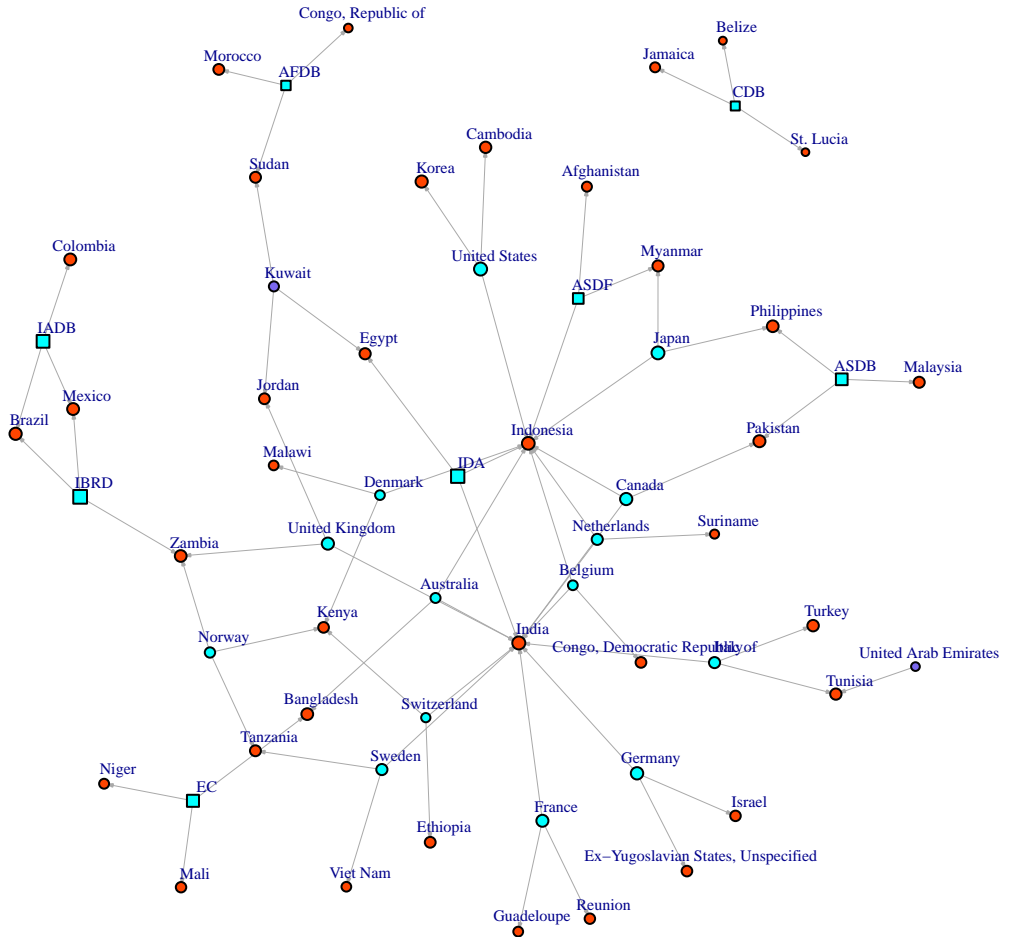 Congo, Republic of
Belize
Morocco
Jamaica
AFDB
CDB
Cambodia
St. Lucia
Sudan
Korea
Afghanistan
Colombia
United States
Myanmar
Kuwait
ASDF
Philippines
IADB
Egypt
Japan
ASDB
Malaysia
Jordan
Mexico
Brazil
Indonesia
Pakistan
Malawi
IDA
IBRD
Denmark
Canada
United Kingdom
Netherlands
Suriname
Zambia
Belgium
Australia
Turkey
Kenya
India
Norway
Congo, Democratic Republic of
Italy
United Arab Emirates
Tunisia
Bangladesh
Switzerland
Tanzania
Sweden
Germany
Niger
EC
France
Israel
Ethiopia
Ex−Yugoslavian States, Unspecified
Mali
Viet Nam
Guadeloupe
Reunion